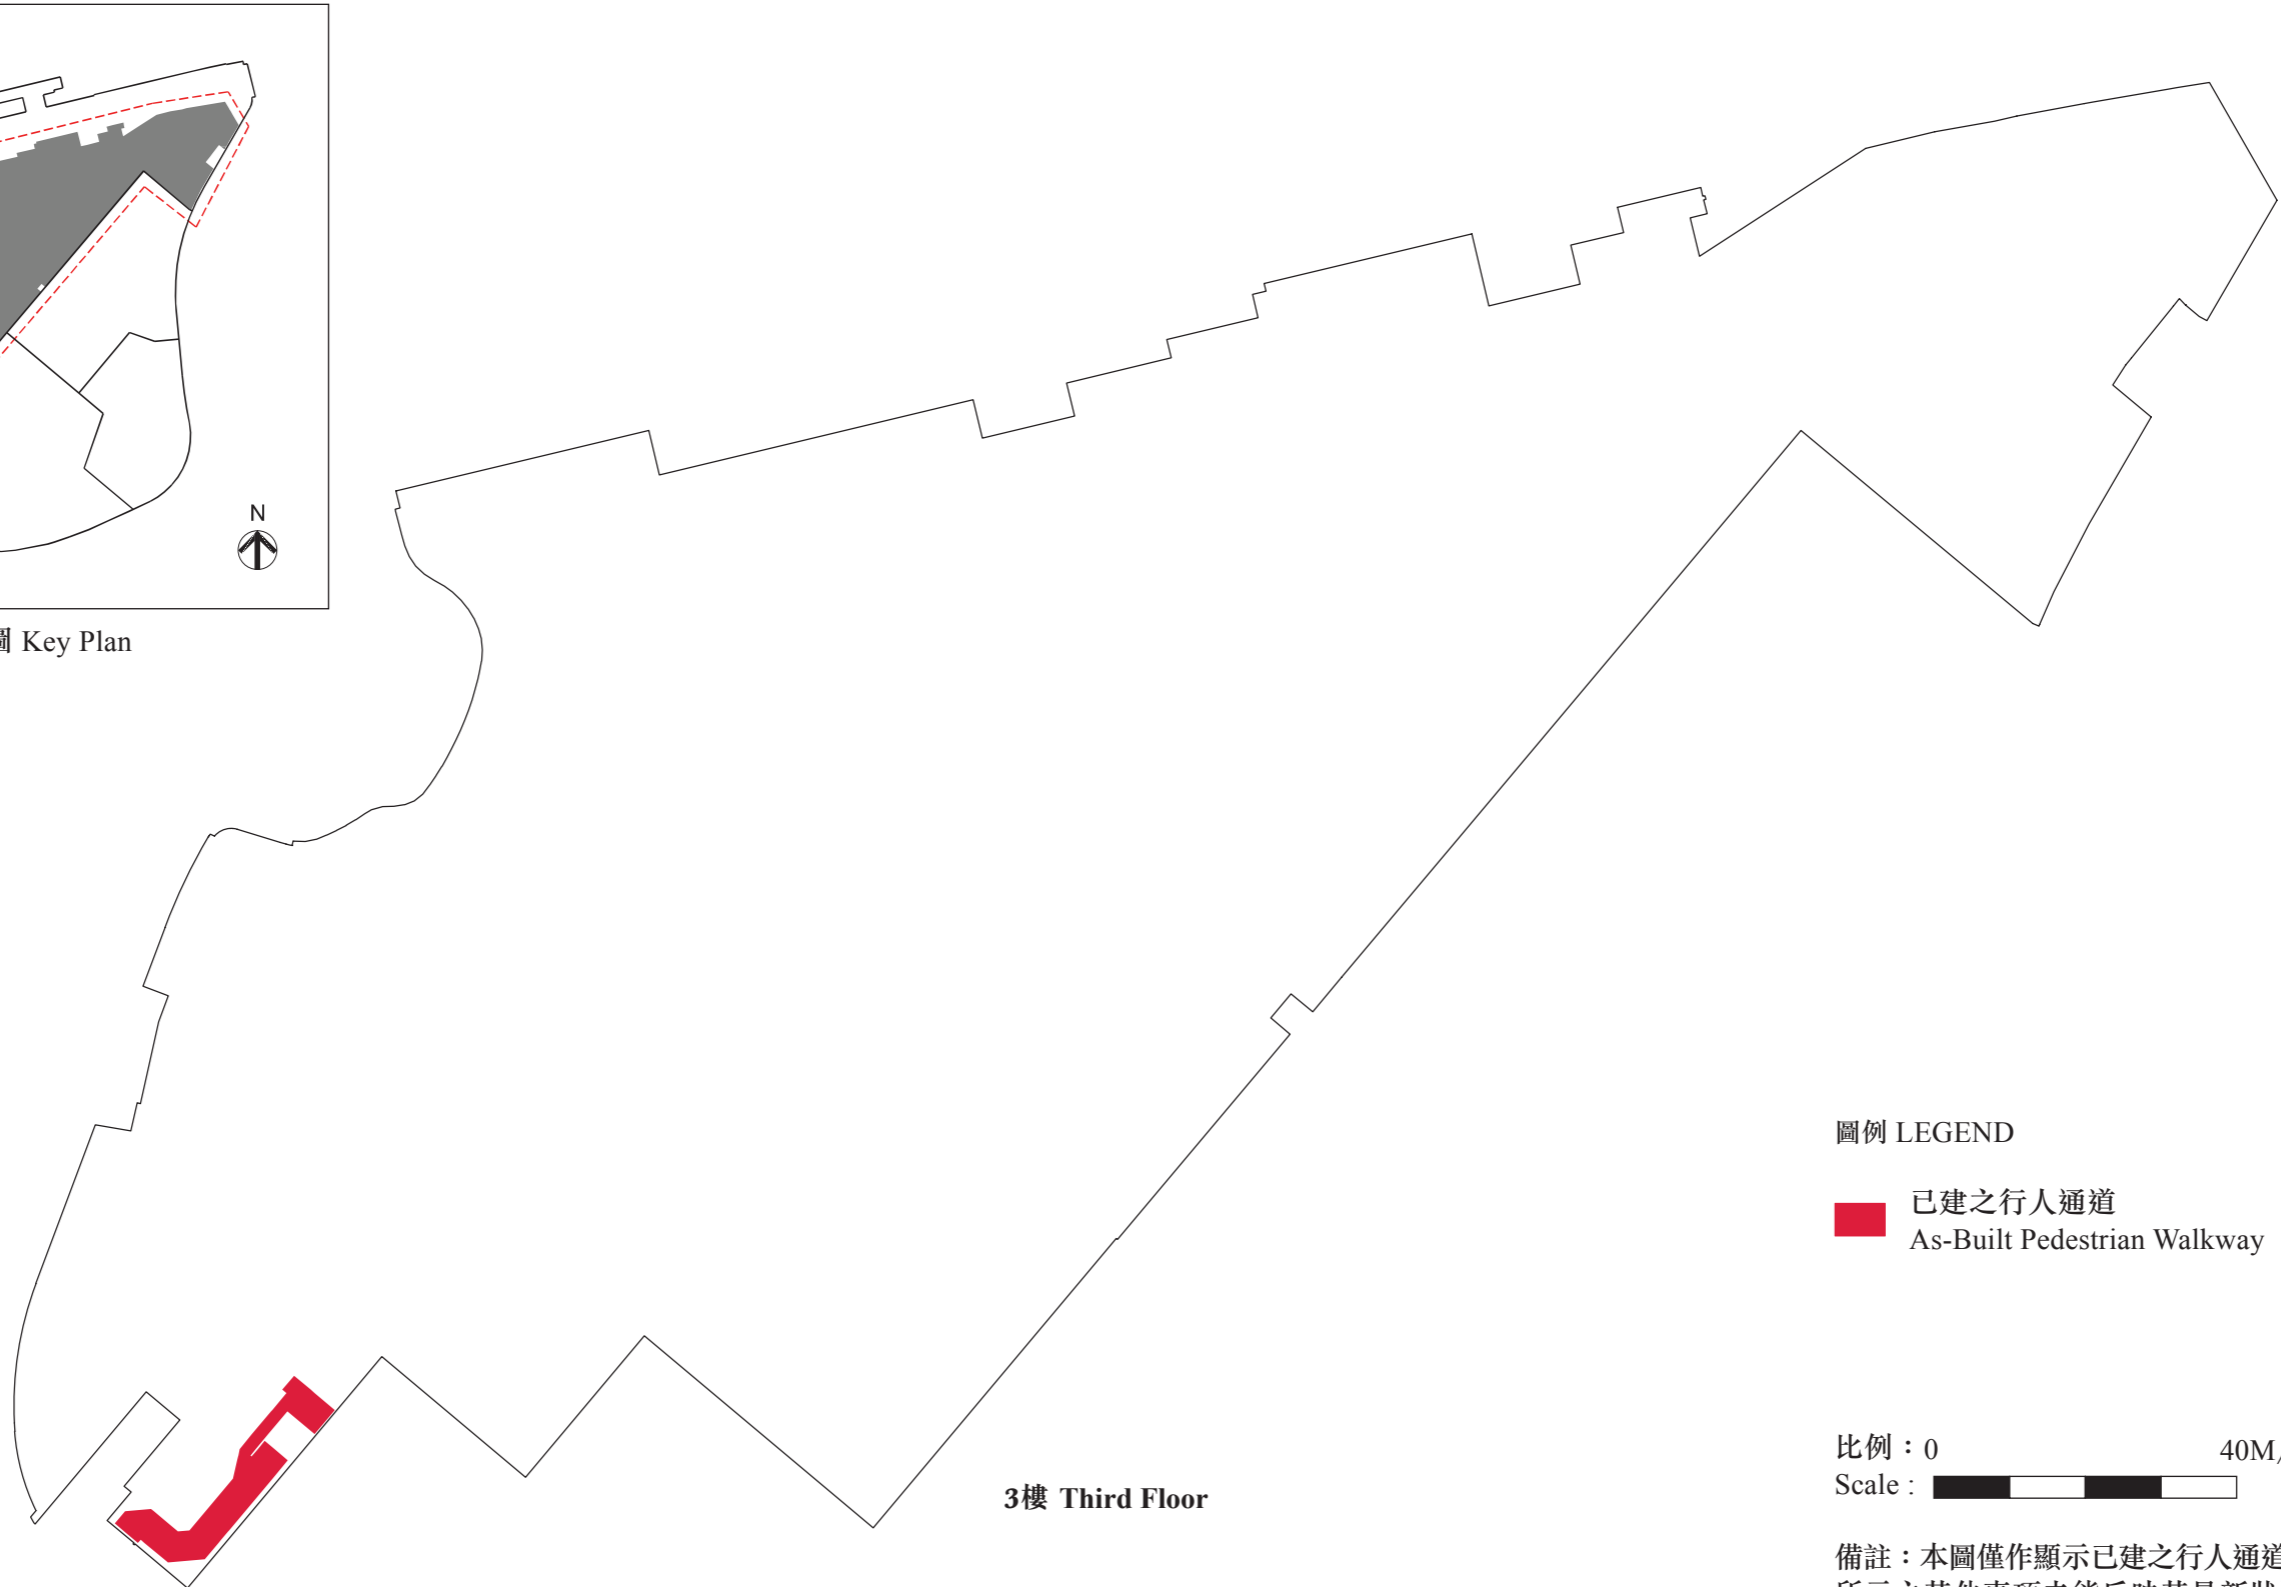 N
圖 Key Plan
圖例 LEGEND
已建之行人通道
As-Built Pedestrian Walkway
比例：0 40M
Scale :
3樓 Third Floor
備註：本圖僅作顯示已建之行人通道